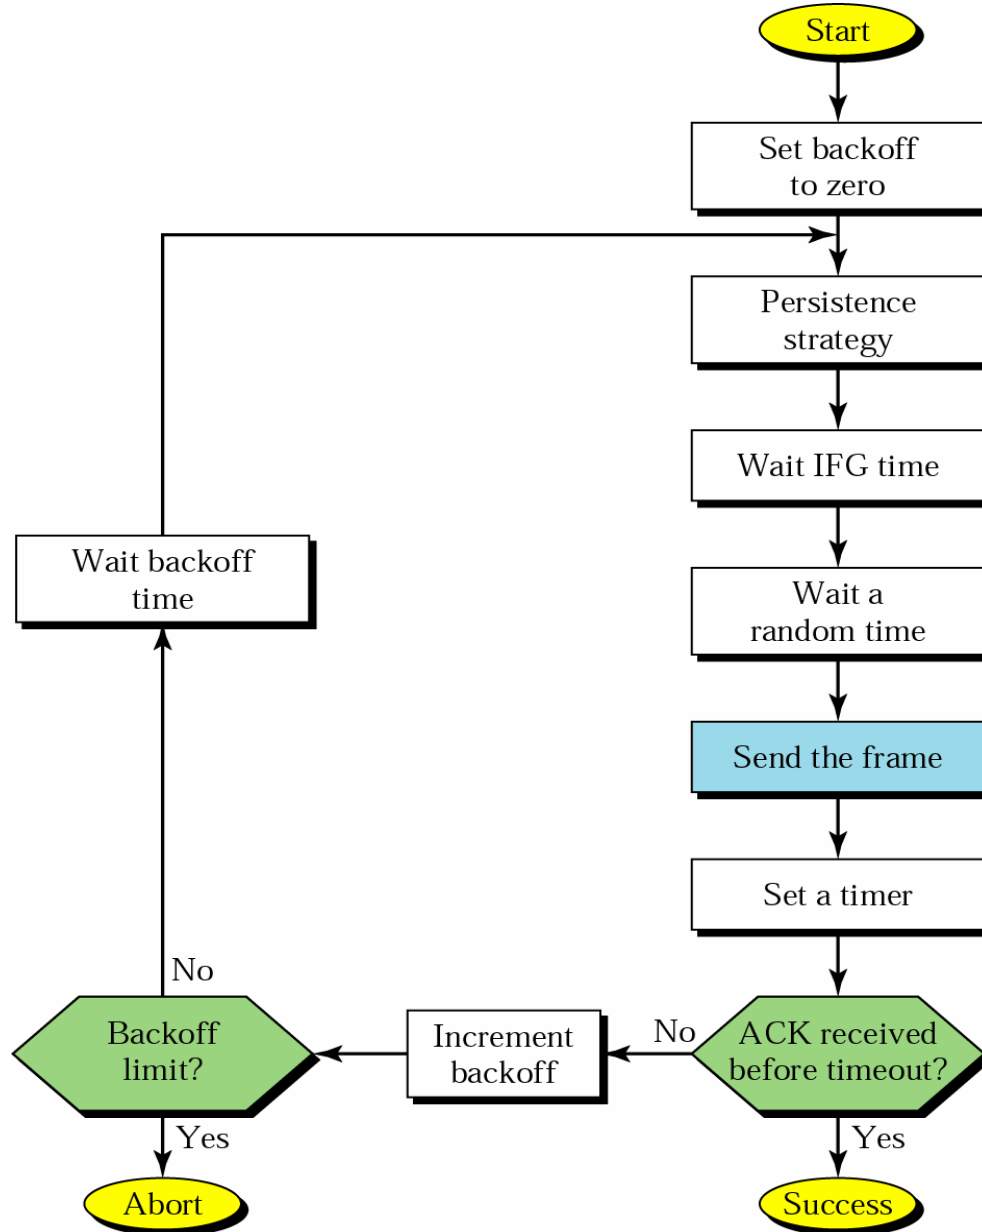 Start
Set backoff
to zero
Persistence
strategy
Wait IFG time
Wait backoff
time
Wait a
random time
Send the frame
Set a timer
No
Backoff
limit?
Increment
backoff
No
ACK received
before timeout?
Yes
Yes
Abort
Success